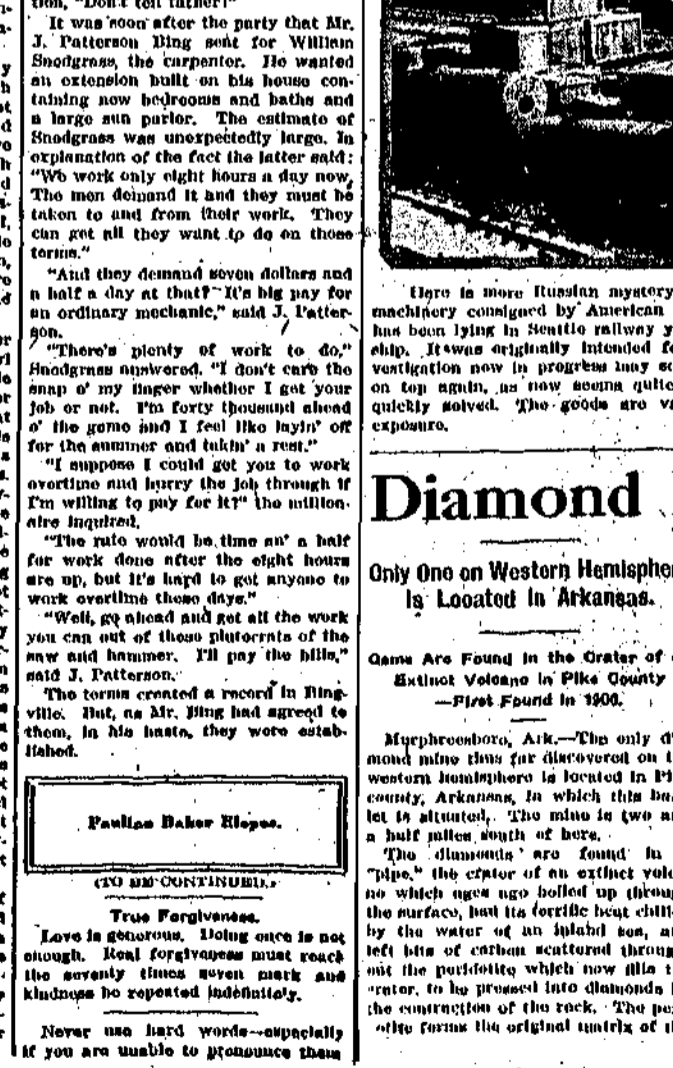 tion, "Don't tell father!"
It was soon after the party that Mr.
J. Patterson Bing sent for William
Snodgrass, the carpenter. He wanted
an extension built on his house con-
taining new bedrooms and baths and
a large sun parlor. The estimate of
Snodgrass was unexpectedly large. In
explanation of the fact the latter said:
"We work only eight hours a day now.
The men demand it and they must be
taken to and from their work. They
can get all they want to do on those
terms."
"And they demand seven dollars and
a half a day at that? It's big pay for
an ordinary mechanic," said J. Patter-
son.
"There's plenty of work to do,"
Snodgrass answered. "I don't care the
snap o' my finger whether I get your
job or not. I'm forty thousand ahead
o' the game and I feel like layin' off
for the summer and takin' a rest."
"I suppose I could get you to work
overtime and hurry the job through if
I'm willing to pay for it?" the million-
aire inquired.
"The rate would be time an' a half
for work done after the eight hours
are up, but it's hard to get anyone to
work overtime these days."
"Well, go ahead and get all the work
you can out of these plutocrats of the
saw and hammer. I'll pay the bills,"
said J. Patterson.
The terms created a record in Bing-
ville. But, as Mr. Bing had agreed to
them, in his haste, they were estab-
lished.
Pauline Baker Elopes.
(TO BE CONTINUED.)
True Forgiveness.
Love is generous. Doing once is not
enough. Real forgiveness must reach
the seventy times seven mark and
kindness be repeated indefinitely.
Never use hard words—especially
if you are unable to pronounce them
Here is more Russian mystery
machinery consigned by American
has been lying in Seattle railway y
ship. It was originally intended fo
vestigation now in progress may so
on top again, as now seems quite
quickly solved. The goods are va
exposure.
Diamond
Only One on Western Hemispher
Is Located in Arkansas.
Gems Are Found in the Crater of
Extinct Volcano in Pike County
—First Found in 1906.
Murphreesboro, Ark.—The only d
mond mine thus far discovered on t
western hemisphere is located in Pi
county, Arkansas, in which this ha
let is situated. The mine is two an
a half miles south of here.
The diamonds are found in
"pipe," the crater of an extinct volc
no which ages ago boiled up throug
the surface, had its terrific heat chill
by the water of an inland sea, a
left bits of carbon scattered throug
out the peridotite which now fills t
crater, to be pressed into diamonds
the contraction of the rock. The pe
otite forms the original matrix of t